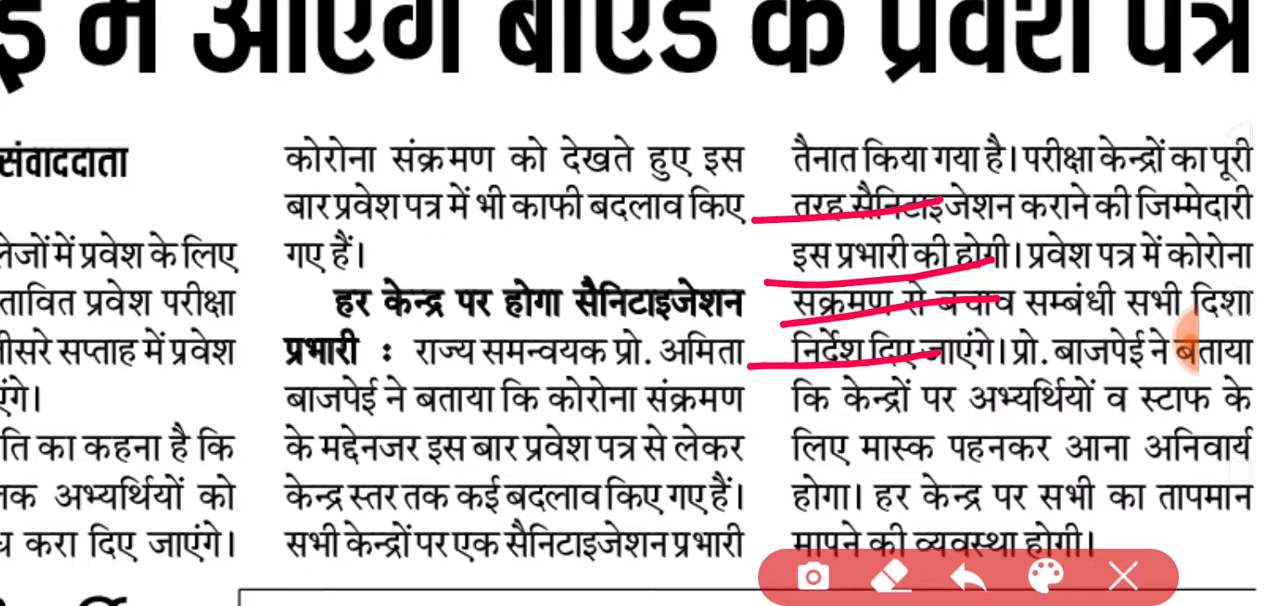 में आएंगे बीएड के प्रवेश पत्र
संवाददाता
में प्रवेश के लिए
प्रवेश परीक्षा
सप्ताह में प्रवेश
का कहना है कि
अभ्यर्थियों को
करा दिए जाएंगे।
कोरोना संक्रमण को देखते हुए इस
बार प्रवेश पत्र में भी काफी बदलाव किए
गए हैं।
हर केन्द्र पर होगा सैनिटाइजेशन
प्रभारी : राज्य समन्वयक प्रो. अमिता
बाजपेई ने बताया कि कोरोना संक्रमण
के मद्देनजर इस बार प्रवेश पत्र से लेकर
केन्द्र स्तर तक कई बदलाव किए गए हैं।
सभी केन्द्रों पर एक सैनिटाइजेशन प्रभारी
तैनात किया गया है। परीक्षा केन्द्रों का पूरी
तरह सैनिटाइजेशन कराने की जिम्मेदारी
इस प्रभारी की होगी। प्रवेश पत्र में कोरोना
संक्रमण से बचाव सम्बंधी सभी दिशा
निर्देश दिए जाएंगे। प्रो. बाजपेई ने बताया
कि केन्द्रों पर अभ्यर्थियों व स्टाफ के
लिए मास्क पहनकर आना अनिवार्य
होगा। हर केन्द्र पर सभी का तापमान
मापने की व्यवस्था होगी।